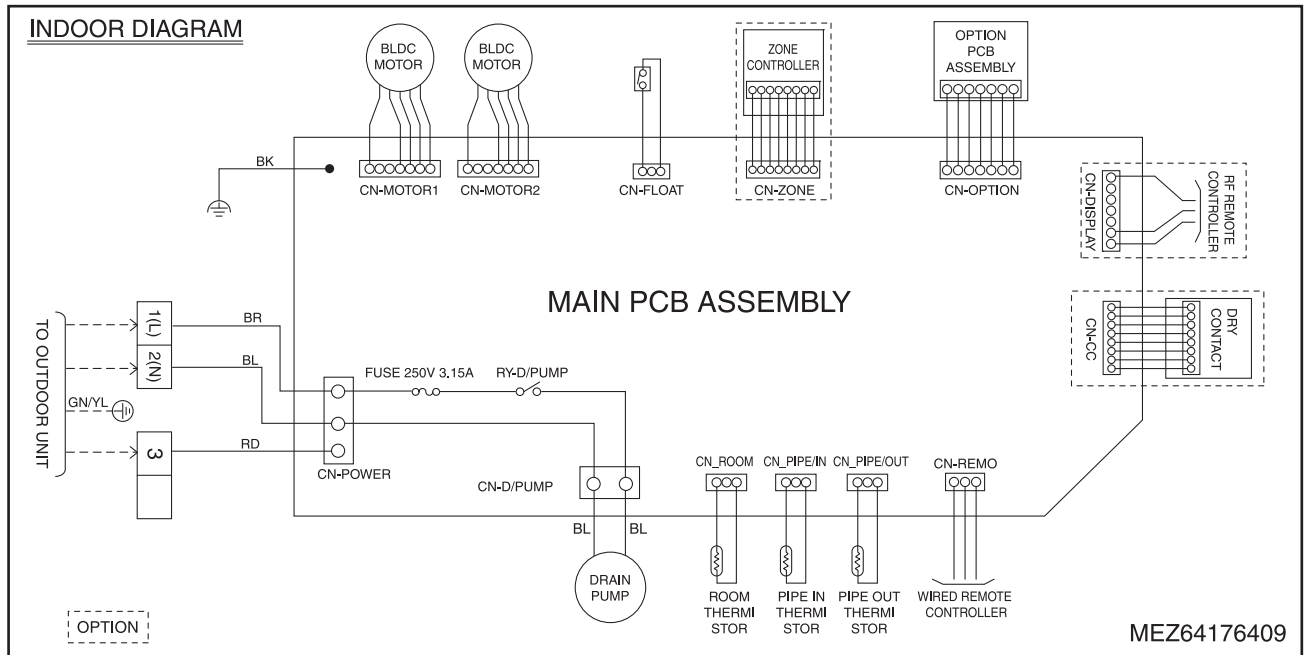 INDOOR DIAGRAM
BLDC
MOTOR
BLDC
MOTOR
ZONE
CONTROLLER
OPTION
PCB
ASSEMBLY
BK
CN-MOTOR1
CN-MOTOR2
CN-FLOAT
CN-ZONE
CN-OPTION
CN-DISPLAY
RF REMOTE
CONTROLLER
MAIN PCB ASSEMBLY
CN-CC
DRY
CONTACT
TO OUTDOOR UNIT
1(L)
2(N)
3
BR
BL
GN/YL
RD
FUSE 250V 3.15A
RY-D/PUMP
CN-POWER
CN-D/PUMP
BL
BL
DRAIN
PUMP
CN_ROOM
CN_PIPE/IN
CN_PIPE/OUT
CN-REMO
ROOM
THERMI
STOR
PIPE IN
THERMI
STOR
PIPE OUT
THERMI
STOR
WIRED REMOTE
CONTROLLER
OPTION
MEZ64176409